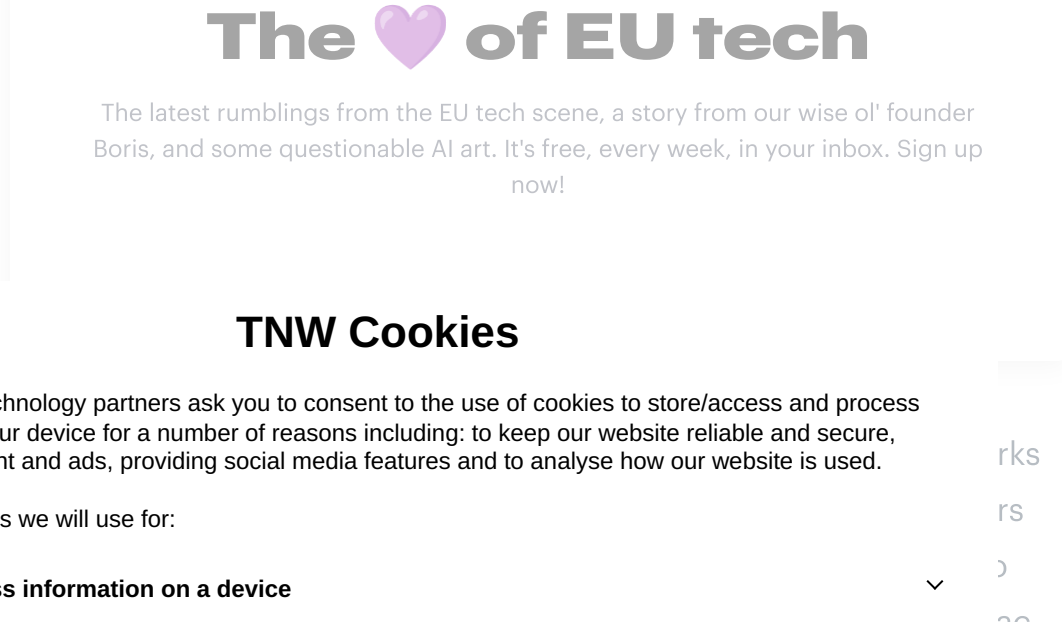 The 💜 of EU tech
The latest rumblings from the EU tech scene, a story from our wise ol' founder
Boris, and some questionable AI art. It's free, every week, in your inbox. Sign up
now!
TNW Cookies
chnology partners ask you to consent to the use of cookies to store/access and process
ur device for a number of reasons including: to keep our website reliable and secure,
nt and ads, providing social media features and to analyse how our website is used.
rks
rs
s we will use for:
o
ss information on a device